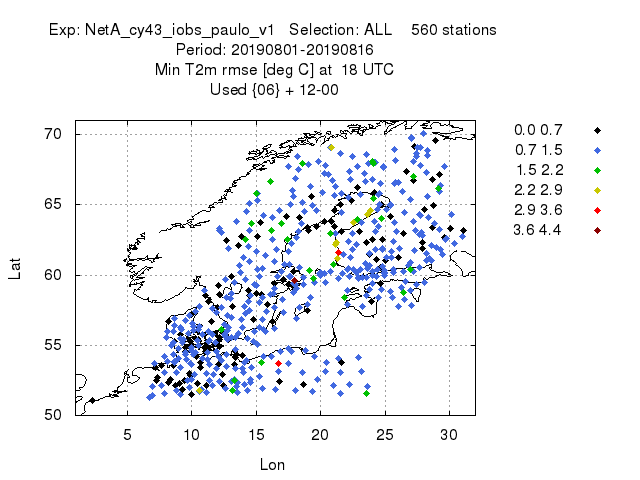 Exp: NetA_cy43_iobs_paulo_v1 Selection: ALL 560 stations
Period: 20190801-20190816
Min T2m rmse [deg C] at 18 UTC
Used {06} + 12-00
70
65
60
55
50
Lat
5 10 15 20 25 30
Lon
0.0 0.7
0.7 1.5
1.5 2.2
2.2 2.9
2.9 3.6
3.6 4.4